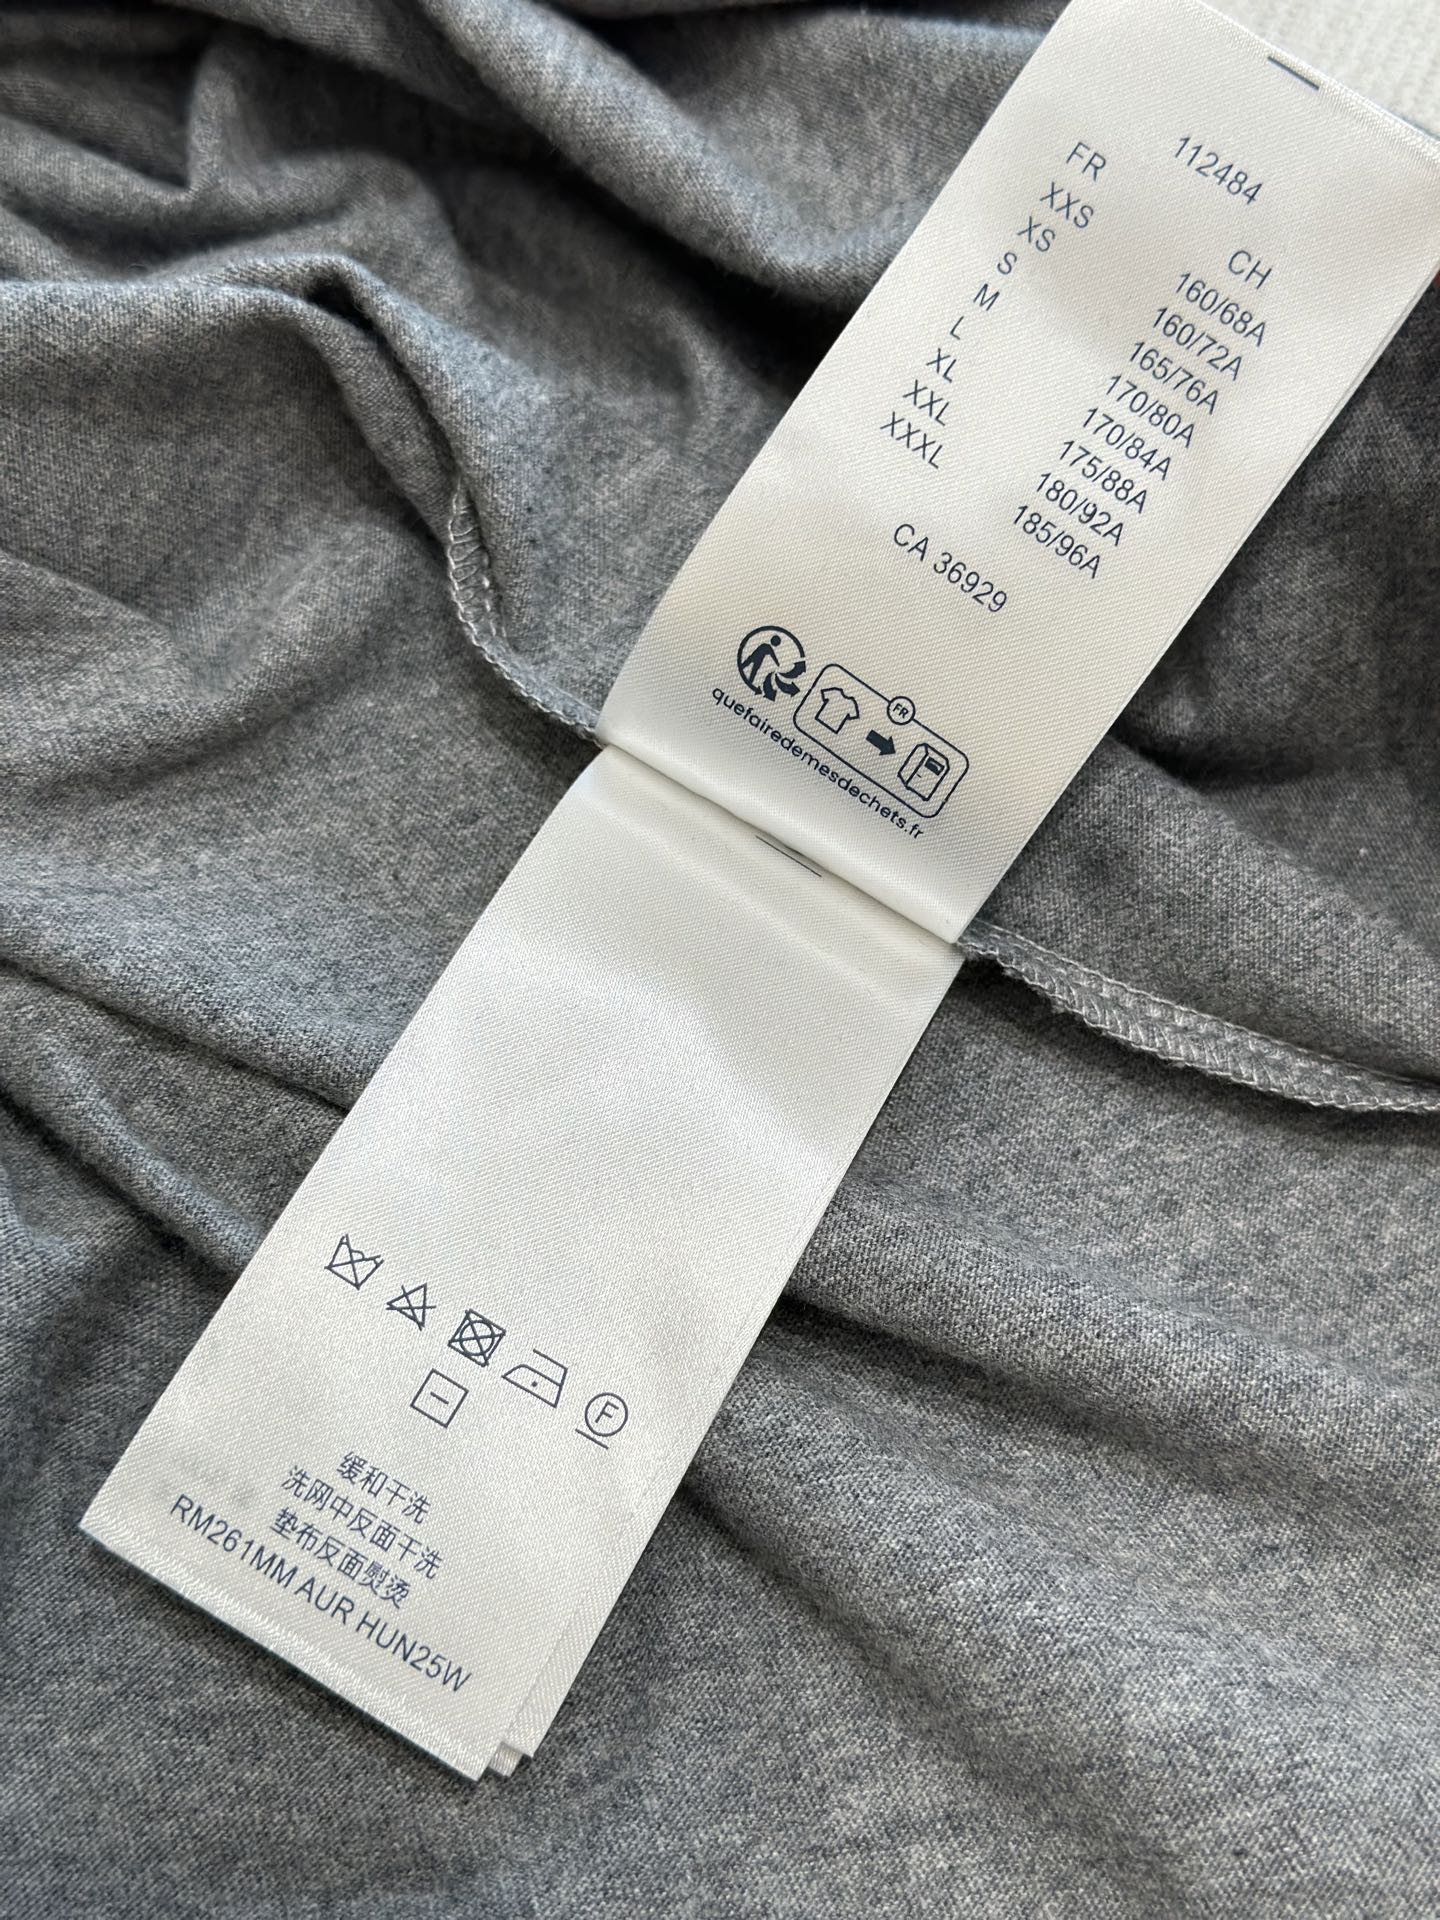 112484
FR CH
XXS 160/68A
XS 160/72A
S 165/76A
M 170/80A
L 170/84A
XL 175/88A
XXL 180/92A
XXXL 185/96A
CA 36929
FR
quefairedemesdechets.fr
F
缓和干洗
洗网中反面干洗
垫布反面熨烫
RM261MM AUR HUN25W